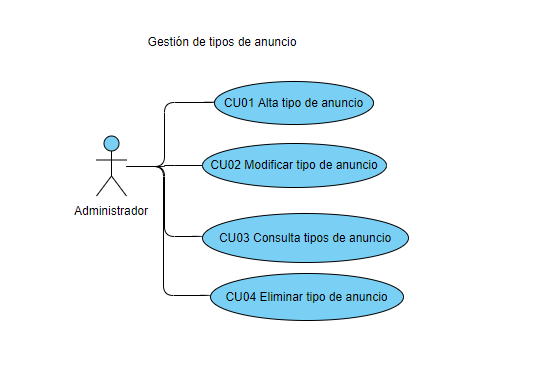 Gestión de tipos de anuncio
CU01 Alta tipo de anuncio
CU02 Modificar tipo de anuncio
Administrador
CU03 Consulta tipos de anuncio
CU04 Eliminar tipo de anuncio